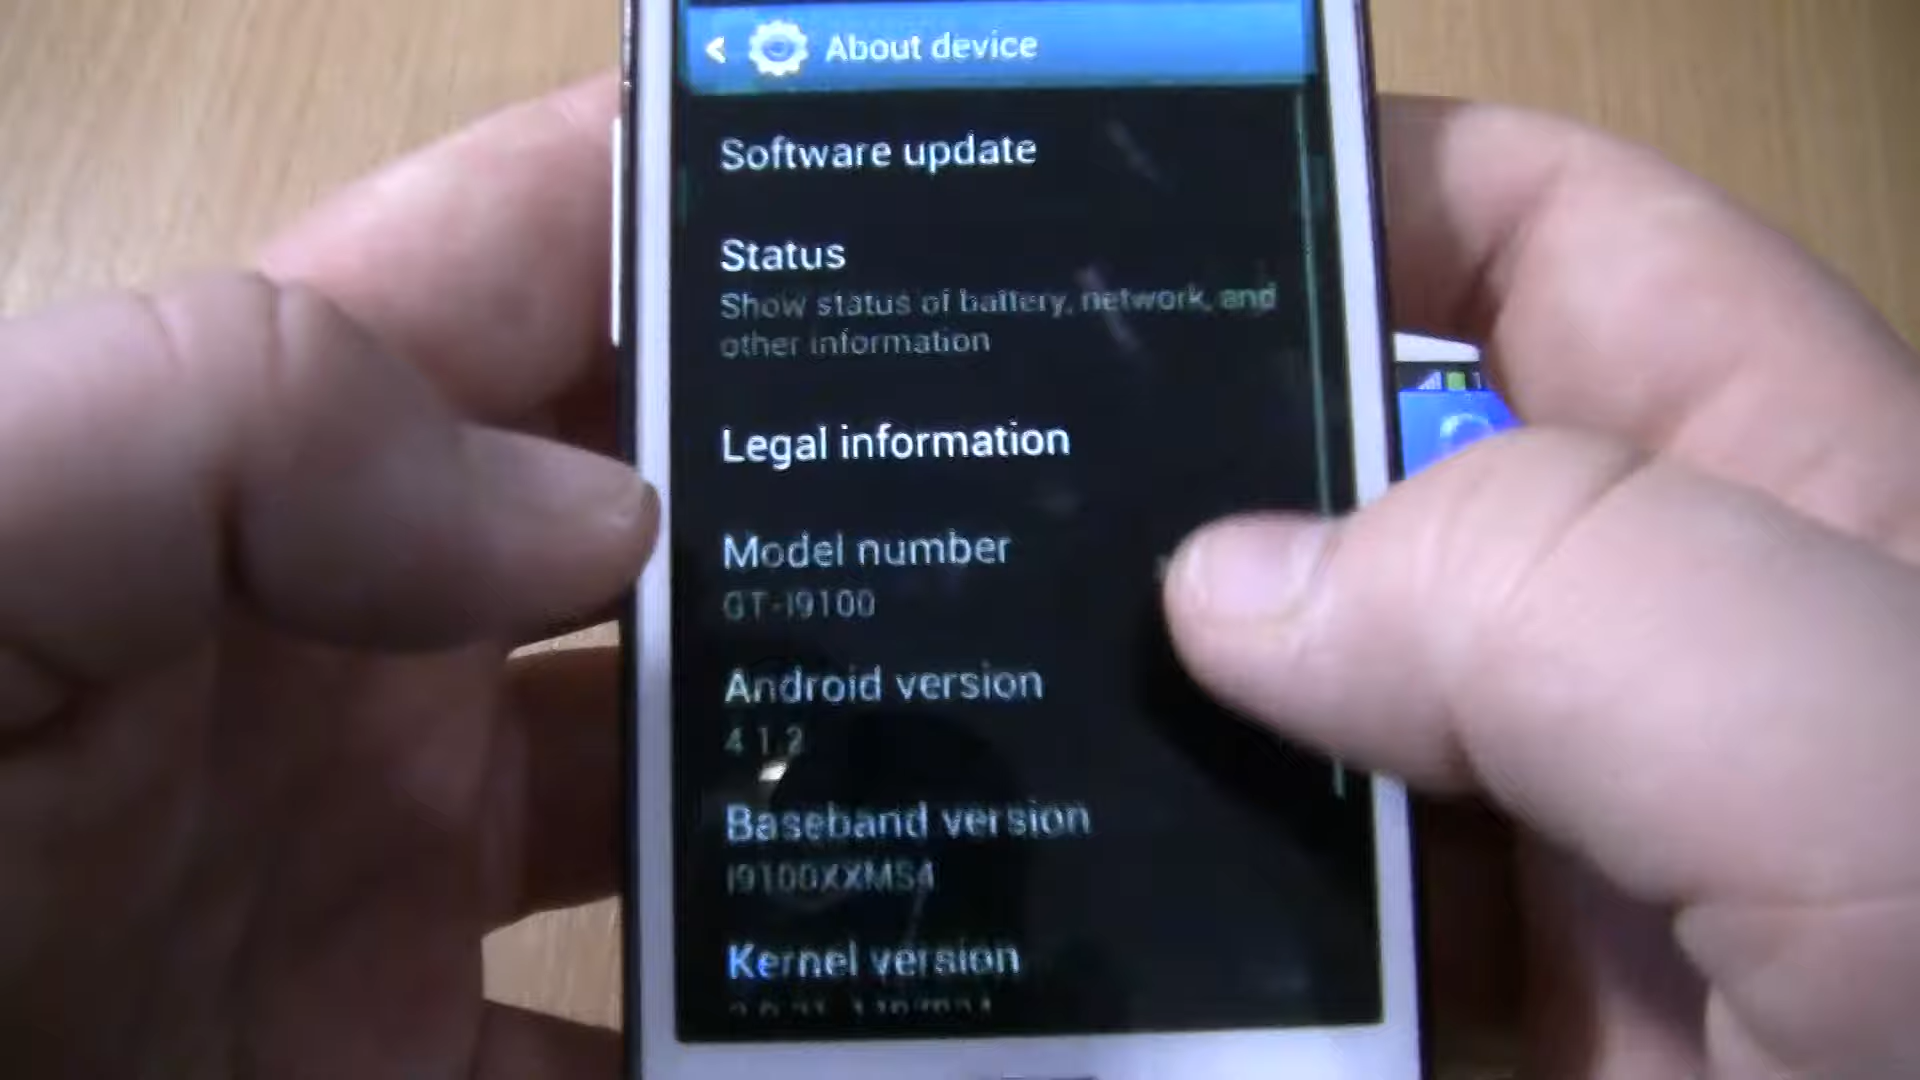 About device
Software update
Status
Show status of battery, network, and
other information
Legal information
Model number
GT-I9100
Android version
4.1.2
Baseband version
I9100XXMS4
Kernel version